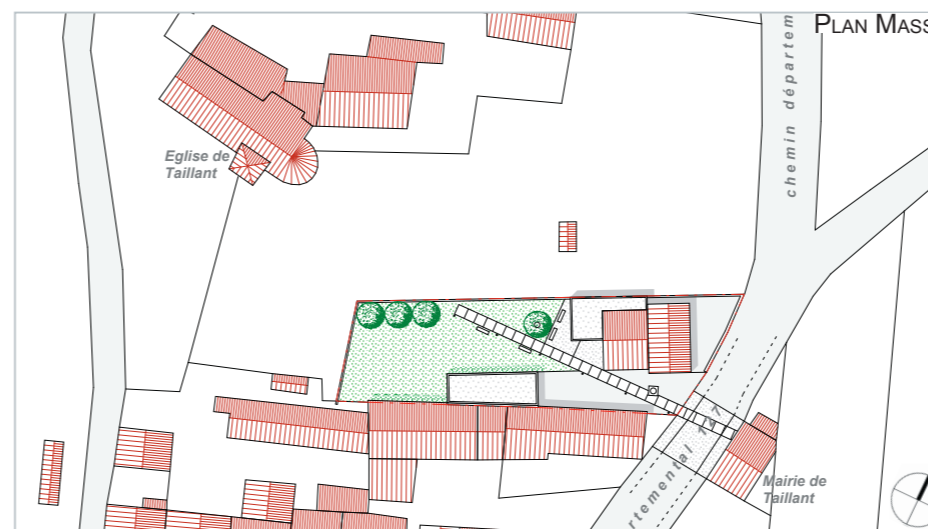 PLAN MASS
chemin départem
Eglise de
Taillant
rtemental 127
Mairie de
Taillant